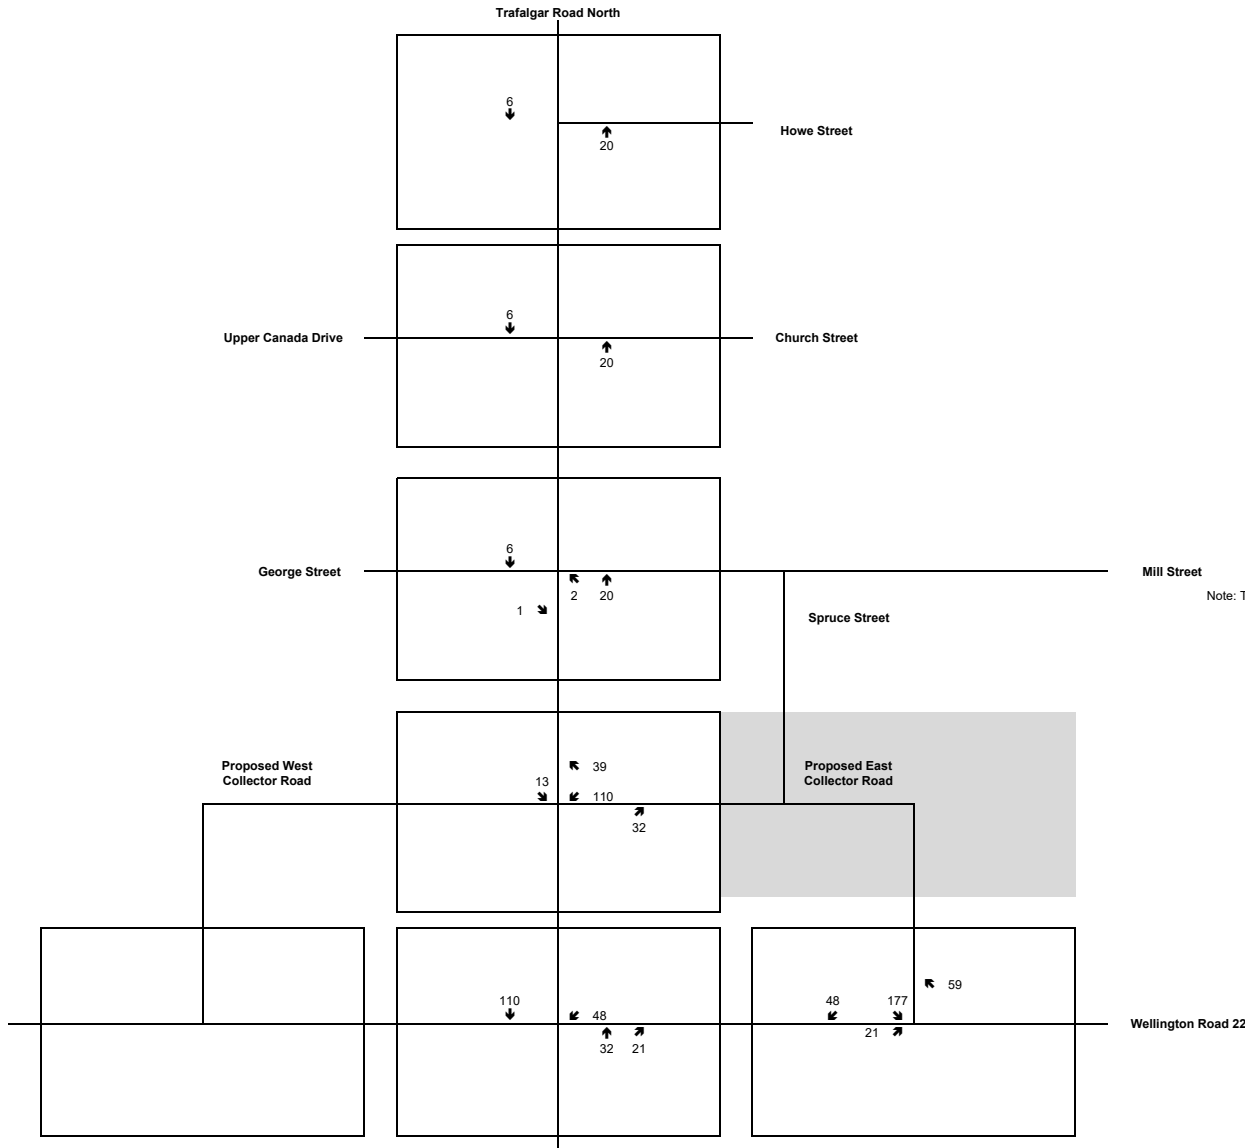 Trafalgar Road North
6
Howe Street
20
6
Upper Canada Drive
Church Street
20
6
George Street
Mill Street
2 20
Note: T
1
Spruce Street
Proposed West
Collector Road
39
Proposed East
Collector Road
13
110
32
59
110
48
48 177
Wellington Road 22
21
32 21